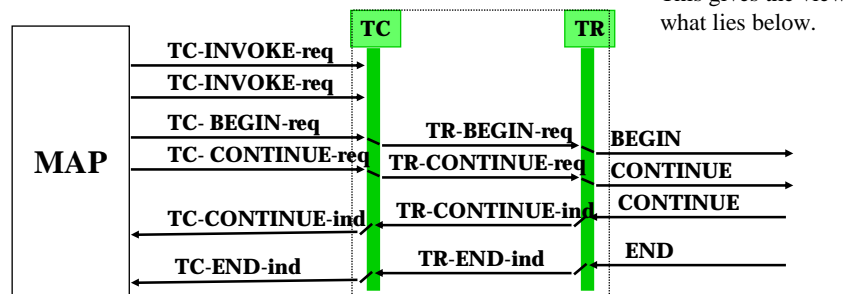 This gives the view
what lies below.
TC TR
TC-INVOKE-req
TC-INVOKE-req
TC- BEGIN-req TR-BEGIN-req BEGIN
MAP
TC- CONTINUE-req TR-CONTINUE-req CONTINUE
TC-CONTINUE-ind TR-CONTINUE-ind CONTINUE
TC-END-ind TR-END-ind END